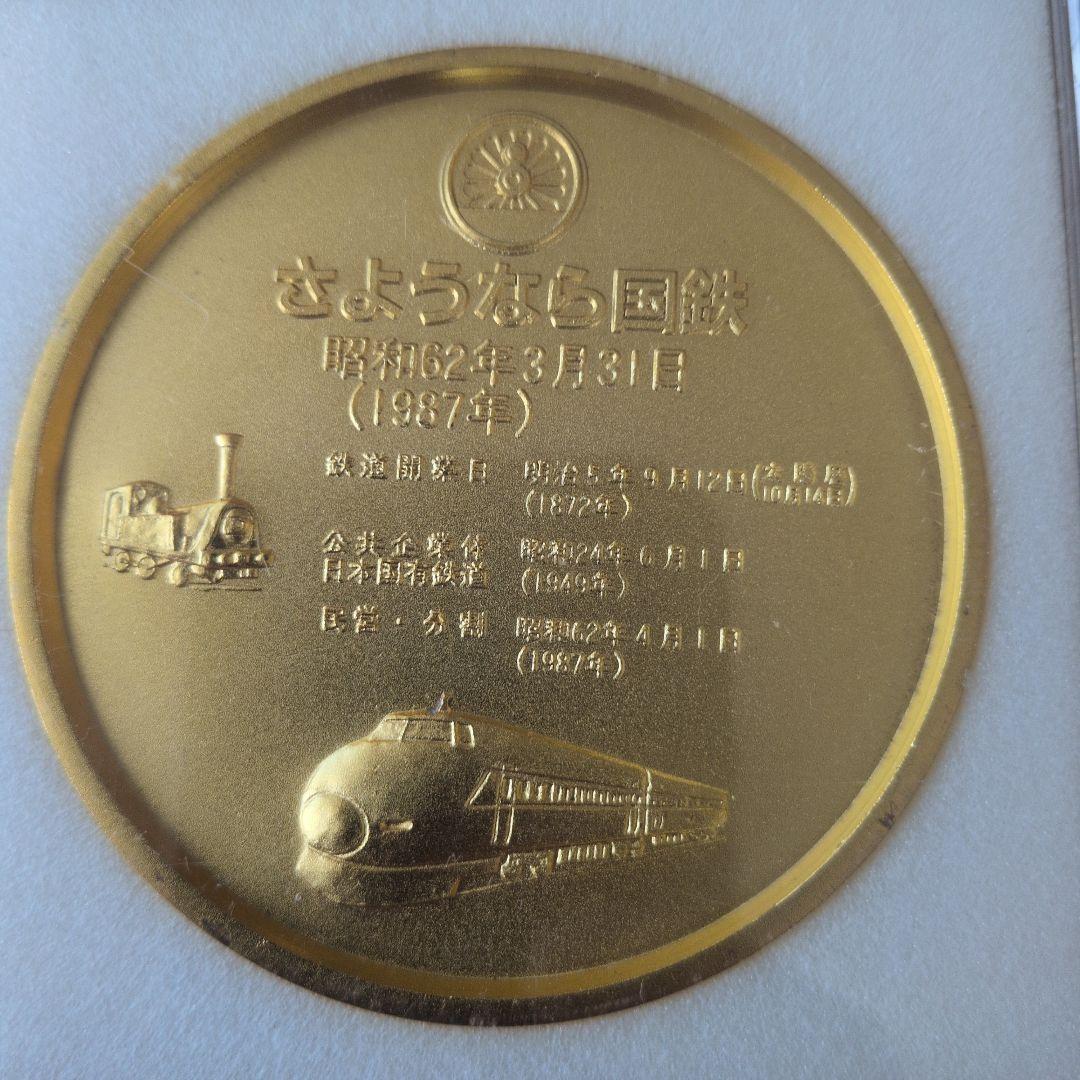 さようなら国鉄
昭和62年3月31日
(1987年)
鉄道開業日 明治5年9月12日(太陽暦10月14日)
(1872年)
公共企業体 昭和24年6月1日
日本国有鉄道 (1949年)
民営・分割 昭和62年4月1日
(1987年)